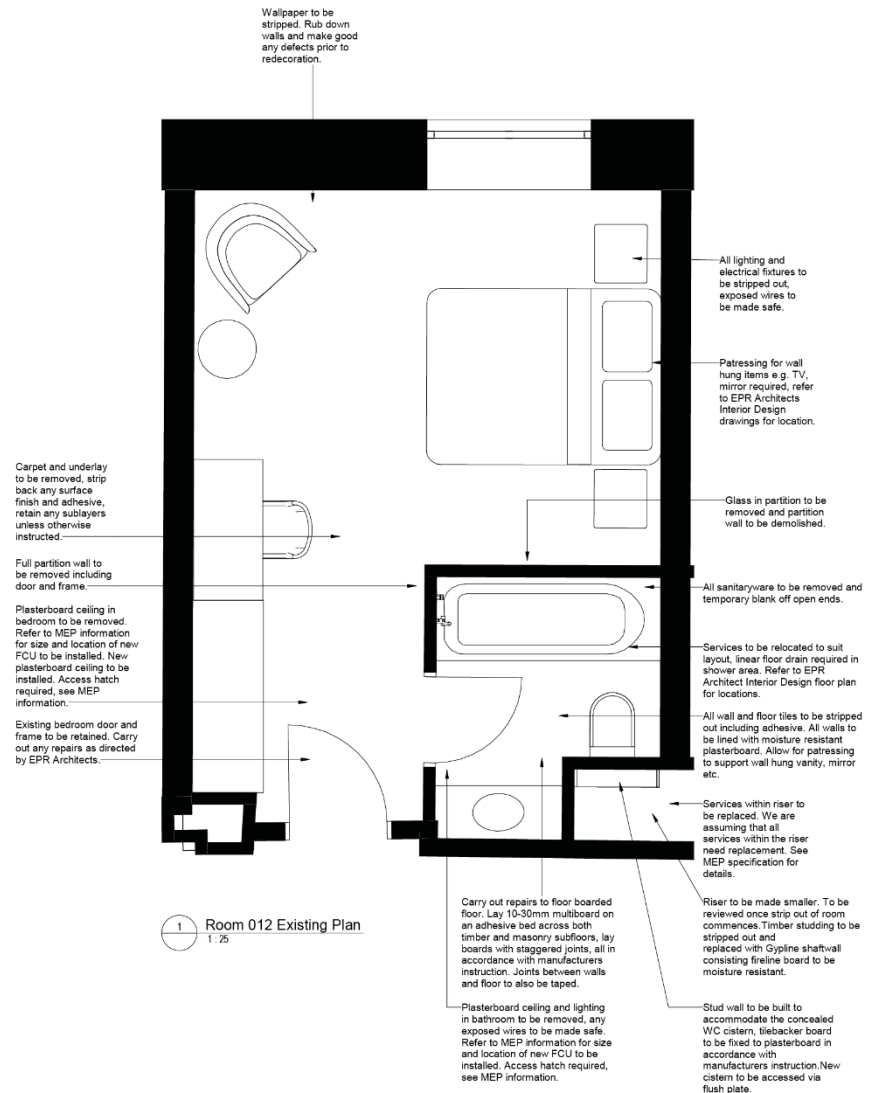 Wallpaper to be
stripped. Rub down
walls and make good
any defects prior to
redecoration.
All lighting and
electrical fixtures to
be stripped out,
exposed wires to
be made safe.
Patressing for wall
hung items e.g. TV,
mirror required, refer
to EPR Architects
Interior Design
drawings for location.
Carpet and underlay
to be removed, strip
back any surface
finish and adhesive,
retain any sublayers
unless otherwise
instructed.
Glass in partition to be
removed and partition
wall to be demolished.
Full partition wall to
be removed including
door and frame.
All sanitaryware to be removed and
temporary blank off open ends.
Plasterboard ceiling in
bedroom to be removed.
Refer to MEP information
for size and location of new
FCU to be installed. New
plasterboard ceiling to be
installed. Access hatch
required, see MEP
information.
Services to be relocated to suit
layout, linear floor drain required in
shower area. Refer to EPR
Architect Interior Design floor plan
for locations.
Existing bedroom door and
frame to be retained. Carry
out any repairs as directed
by EPR Architects.
All wall and floor tiles to be stripped
out including adhesive. All walls to
be lined with moisture resistant
plasterboard. Allow for patressing
to support wall hung vanity, mirror
etc.
Services within riser to
be replaced. We are
assuming that all
services within the riser
need replacement. See
MEP specification for
details.
1
Room 012 Existing Plan
1 : 25
Carry out repairs to floor boarded
floor. Lay 10-30mm multiboard on
an adhesive bed across both
timber and masonry subfloors, lay
boards with staggered joints, all in
accordance with manufacturers
instruction. Joints between walls
and floor to also be taped.
Riser to be made smaller. To be
reviewed once strip out of room
commences.Timber studding to be
stripped out and
replaced with Gypline shaftwall
consisting fireline board to be
moisture resistant.
Plasterboard ceiling and lighting
in bathroom to be removed, any
exposed wires to be made safe.
Refer to MEP information for size
and location of new FCU to be
installed. Access hatch required,
see MEP information.
Stud wall to be built to
accommodate the concealed
WC cistern, tilebacker board
to be fixed to plasterboard in
accordance with
manufacturers instruction.New
cistern to be accessed via
flush plate.